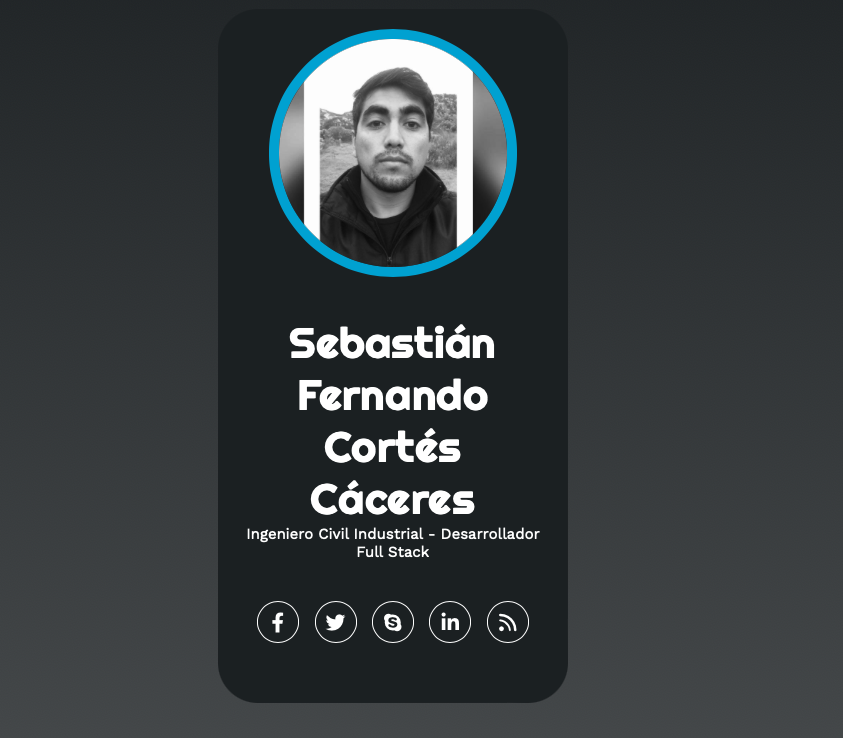 Sebastián
Fernando
Cortés
Cáceres
Ingeniero Civil Industrial - Desarrollador
Full Stack